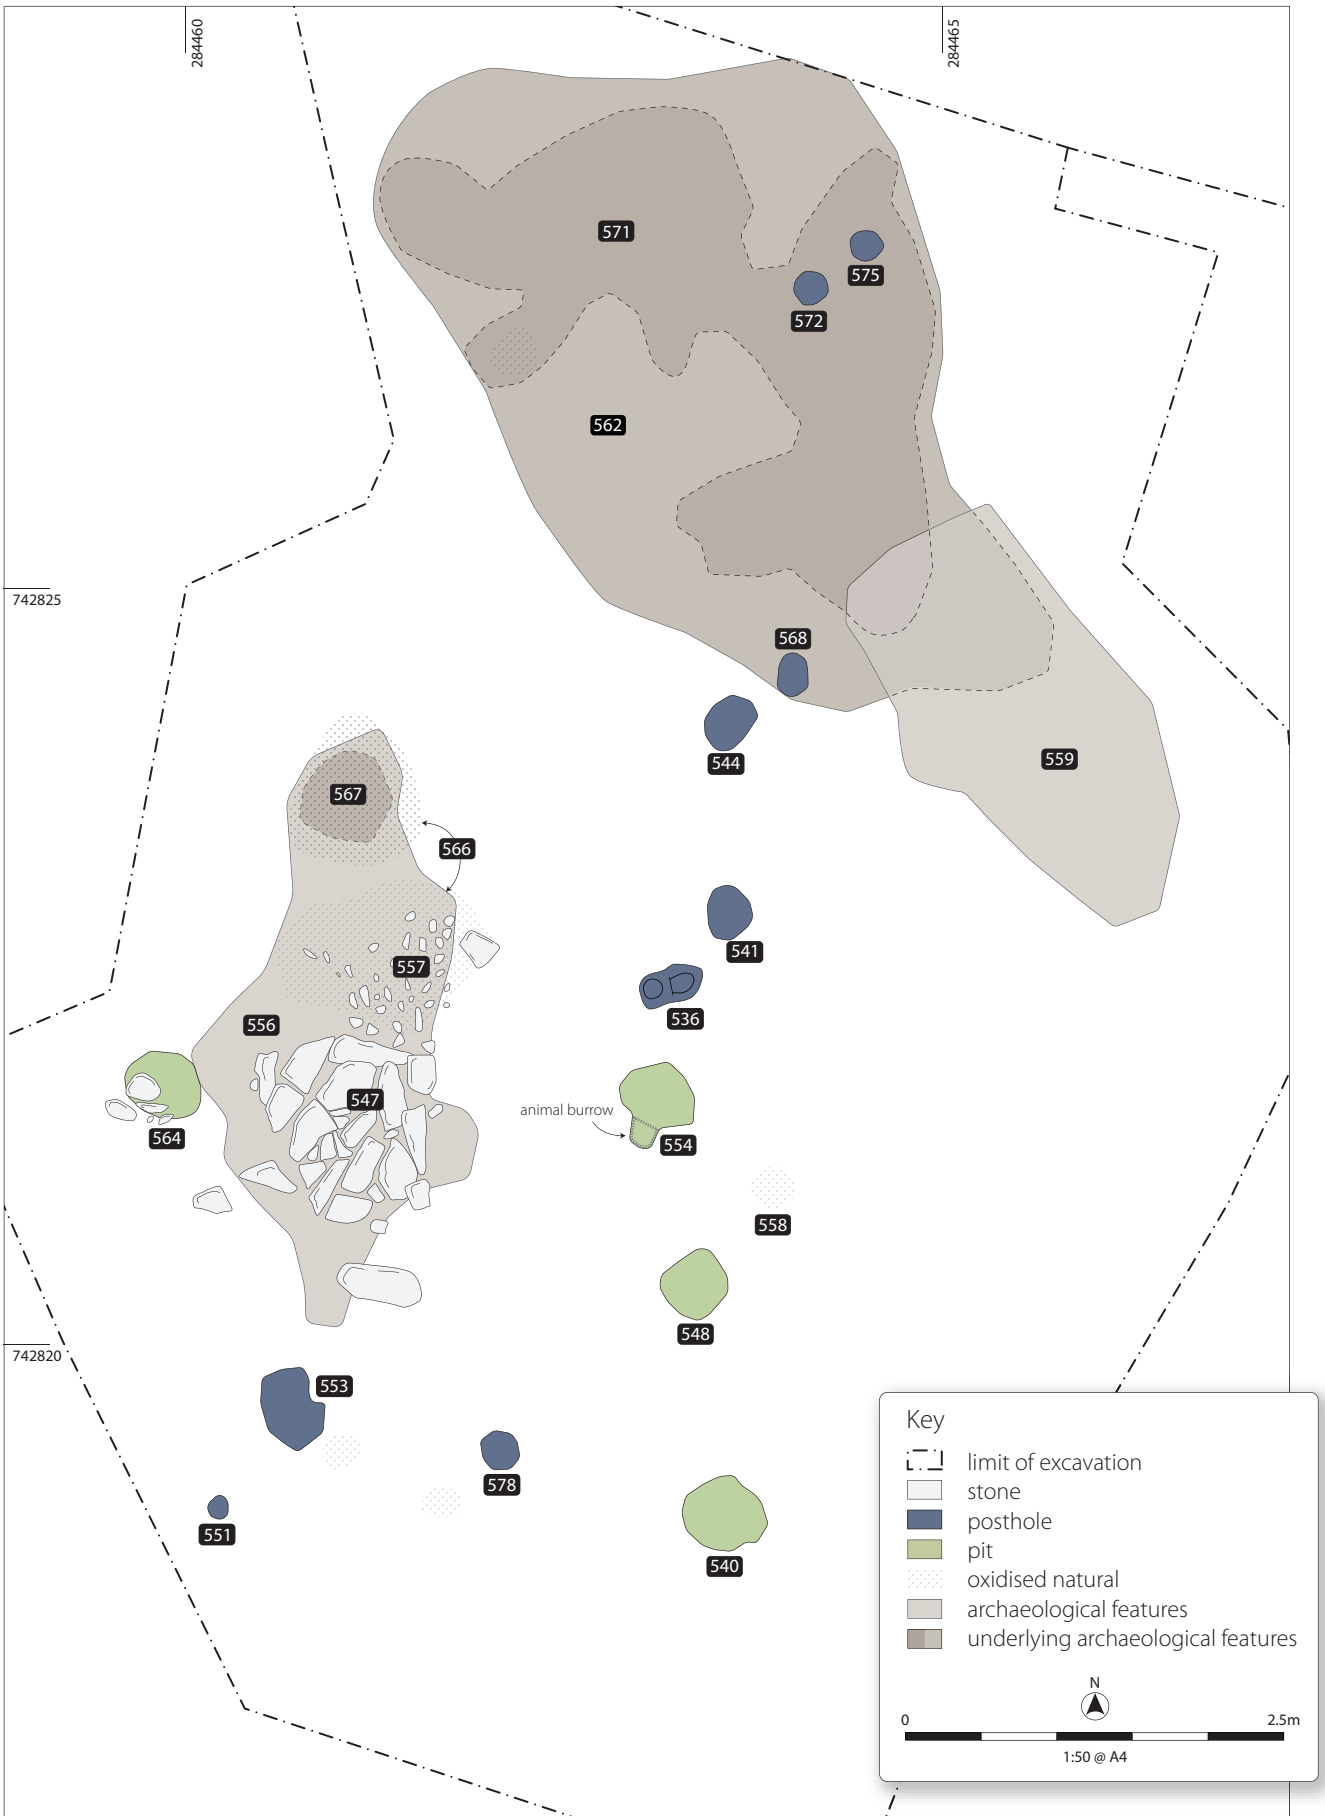 284460
284465
571
575
572
562
742825
568
544
559
567
566
541
557
536
556
547
animal burrow
564
554
558
548
742820
553
578
551
540
Key
limit of excavation
stone
posthole
pit
oxidised natural
archaeological features
underlying archaeological features
N
0
2.5m
1:50 @ A4